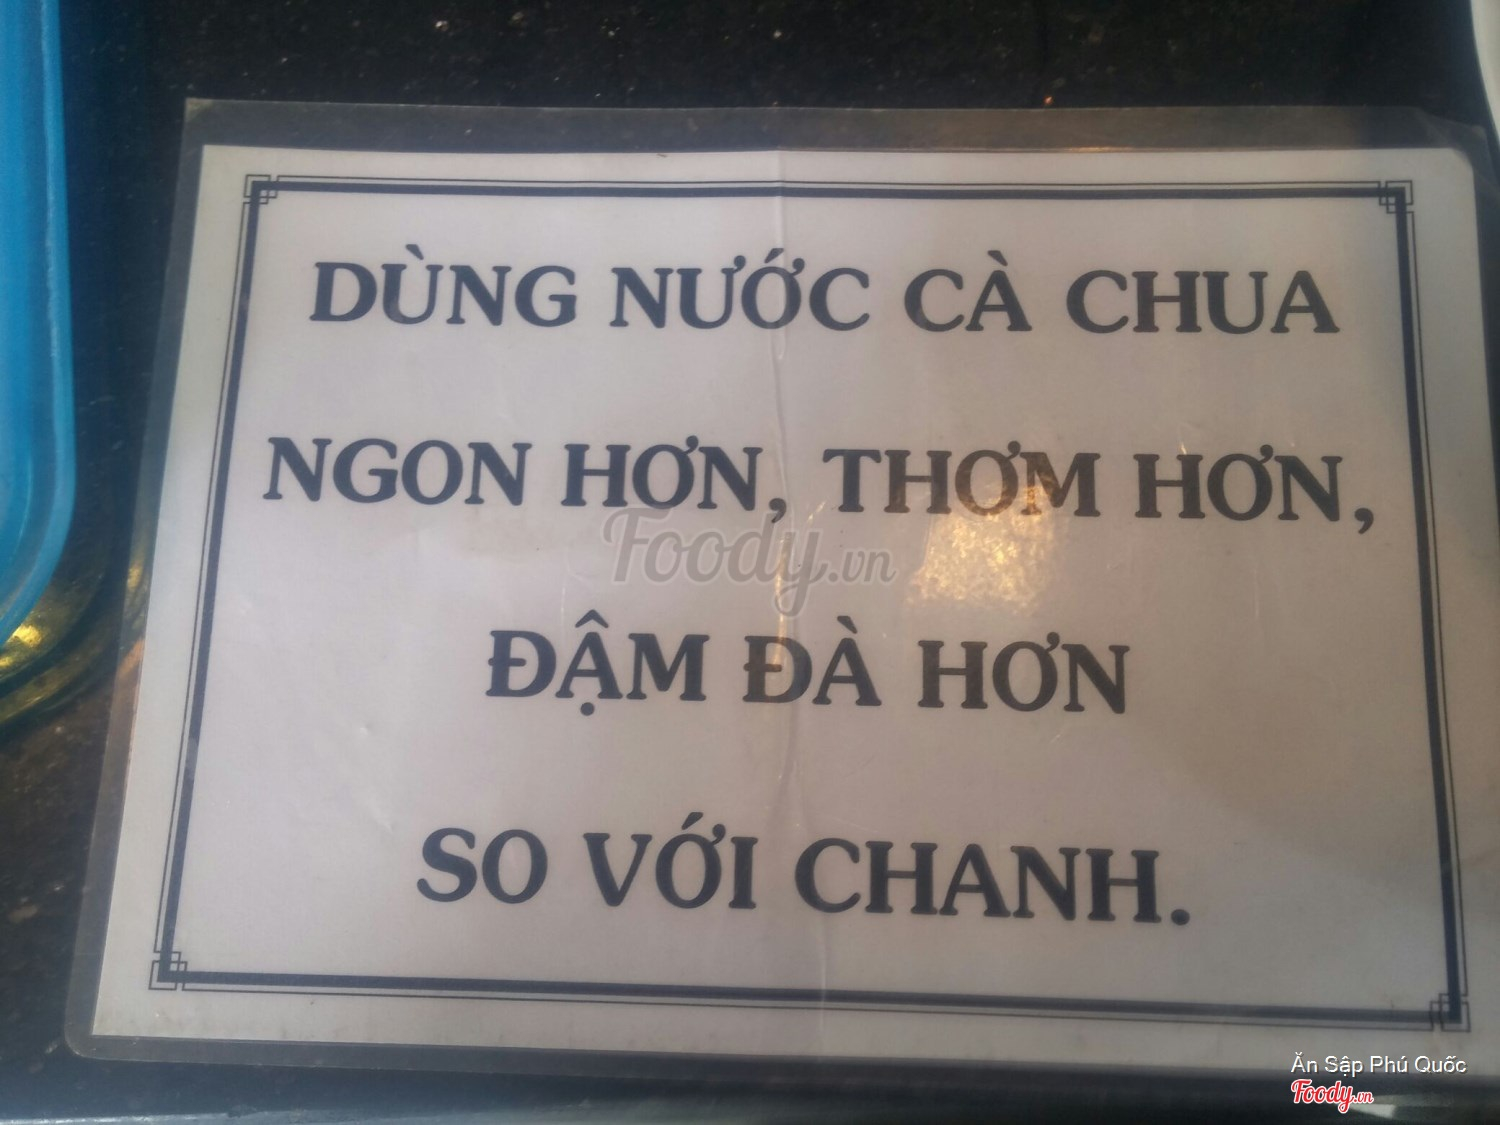 DÙNG NƯỚC CÀ CHUA
NGON HƠN, THƠM HƠN,
Foody.vn
ĐẬM ĐÀ HƠN
SO VỚI CHANH.
Ăn Sập Phú Quốc
Foody.vn